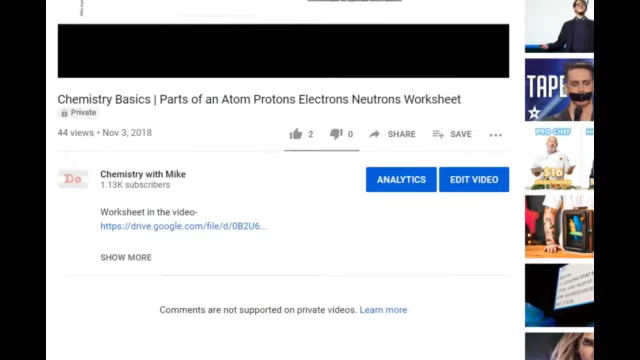 Chemistry Basics | Parts of an Atom Protons Electrons Neutrons Worksheet
Private
44 views • Nov 3, 2018
2
0
SHARE
SAVE
Do
Chemistry with Mike
1.13K subscribers
ANALYTICS
EDIT VIDEO
Worksheet in the video-
https://drive.google.com/file/d/0B2U6...
SHOW MORE
Comments are not supported on private videos. Learn more
TAPE
PRO CHEF
$10